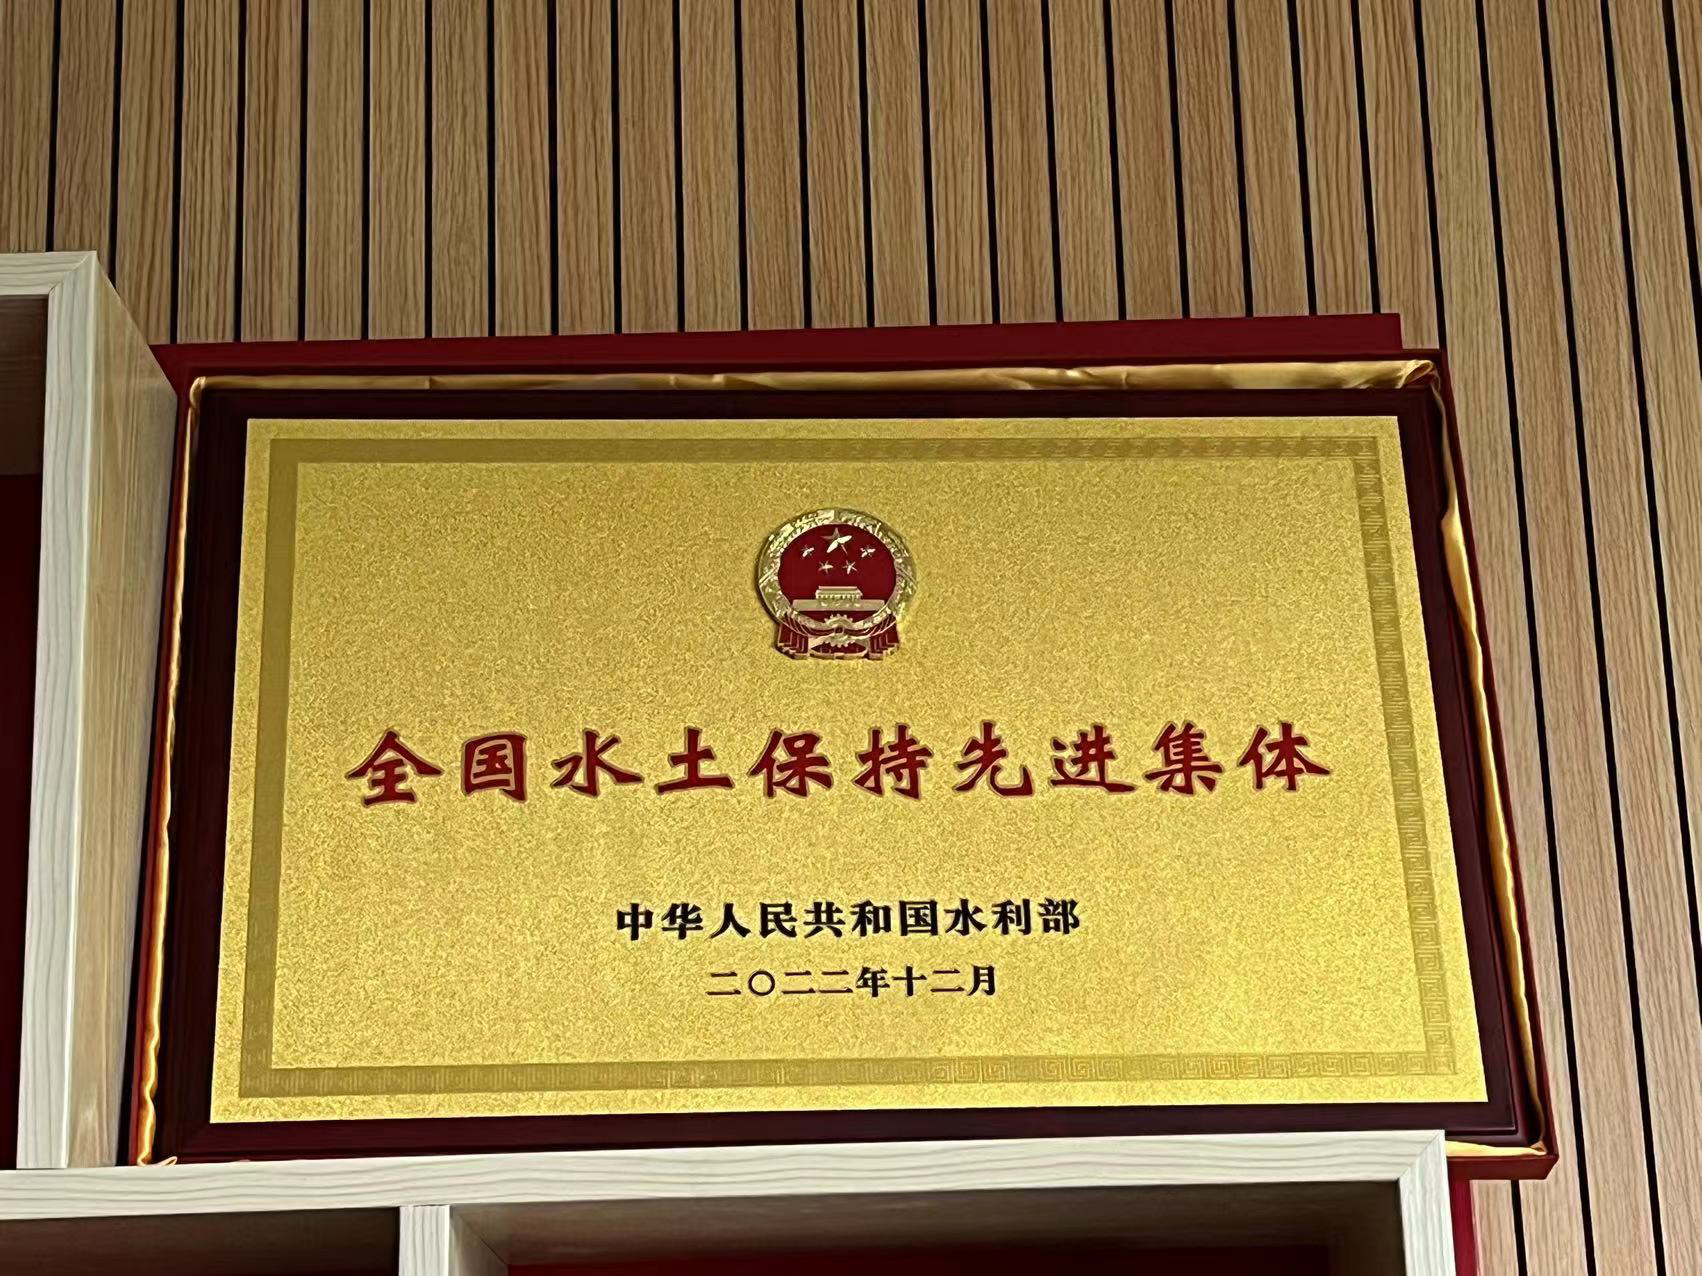 全国水土保持先进集体
中华人民共和国水利部
二〇二二年十二月